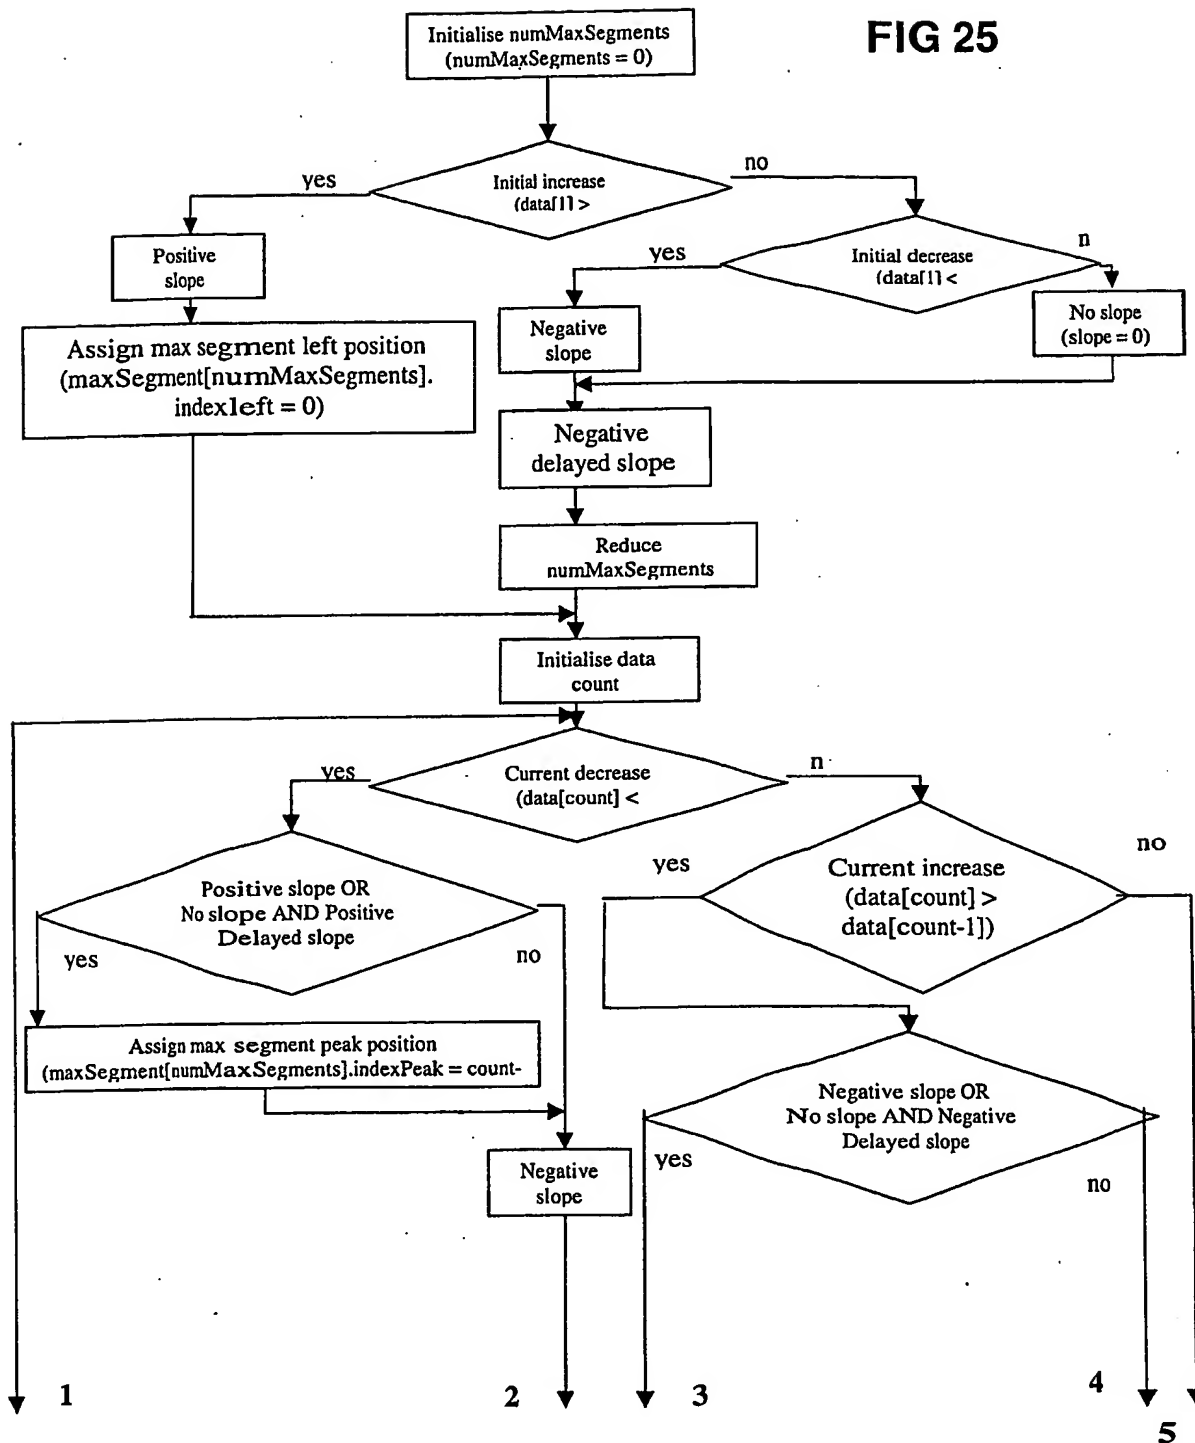 FIG 25
Initialise numMaxSegments
(numMaxSegments = 0)
yes
Initial increase
(data[1] >
no
Positive
slope
yes
Initial decrease
(data[1] <
n
Assign max segment left position
(maxSegment[numMaxSegments].
indexleft = 0)
Negative
slope
No slope
(slope = 0)
Negative
delayed slope
Reduce
numMaxSegments
Initialise data
count
yes
Current decrease
(data[count] <
n
Positive slope OR
No slope AND Positive
Delayed slope
yes
no
yes
Current increase
(data[count] >
data[count-1])
no
Assign max segment peak position
(maxSegment[numMaxSegments].indexPeak = count-
Negative slope OR
No slope AND Negative
Delayed slope
yes
no
Negative
slope
1
2
3
4
5